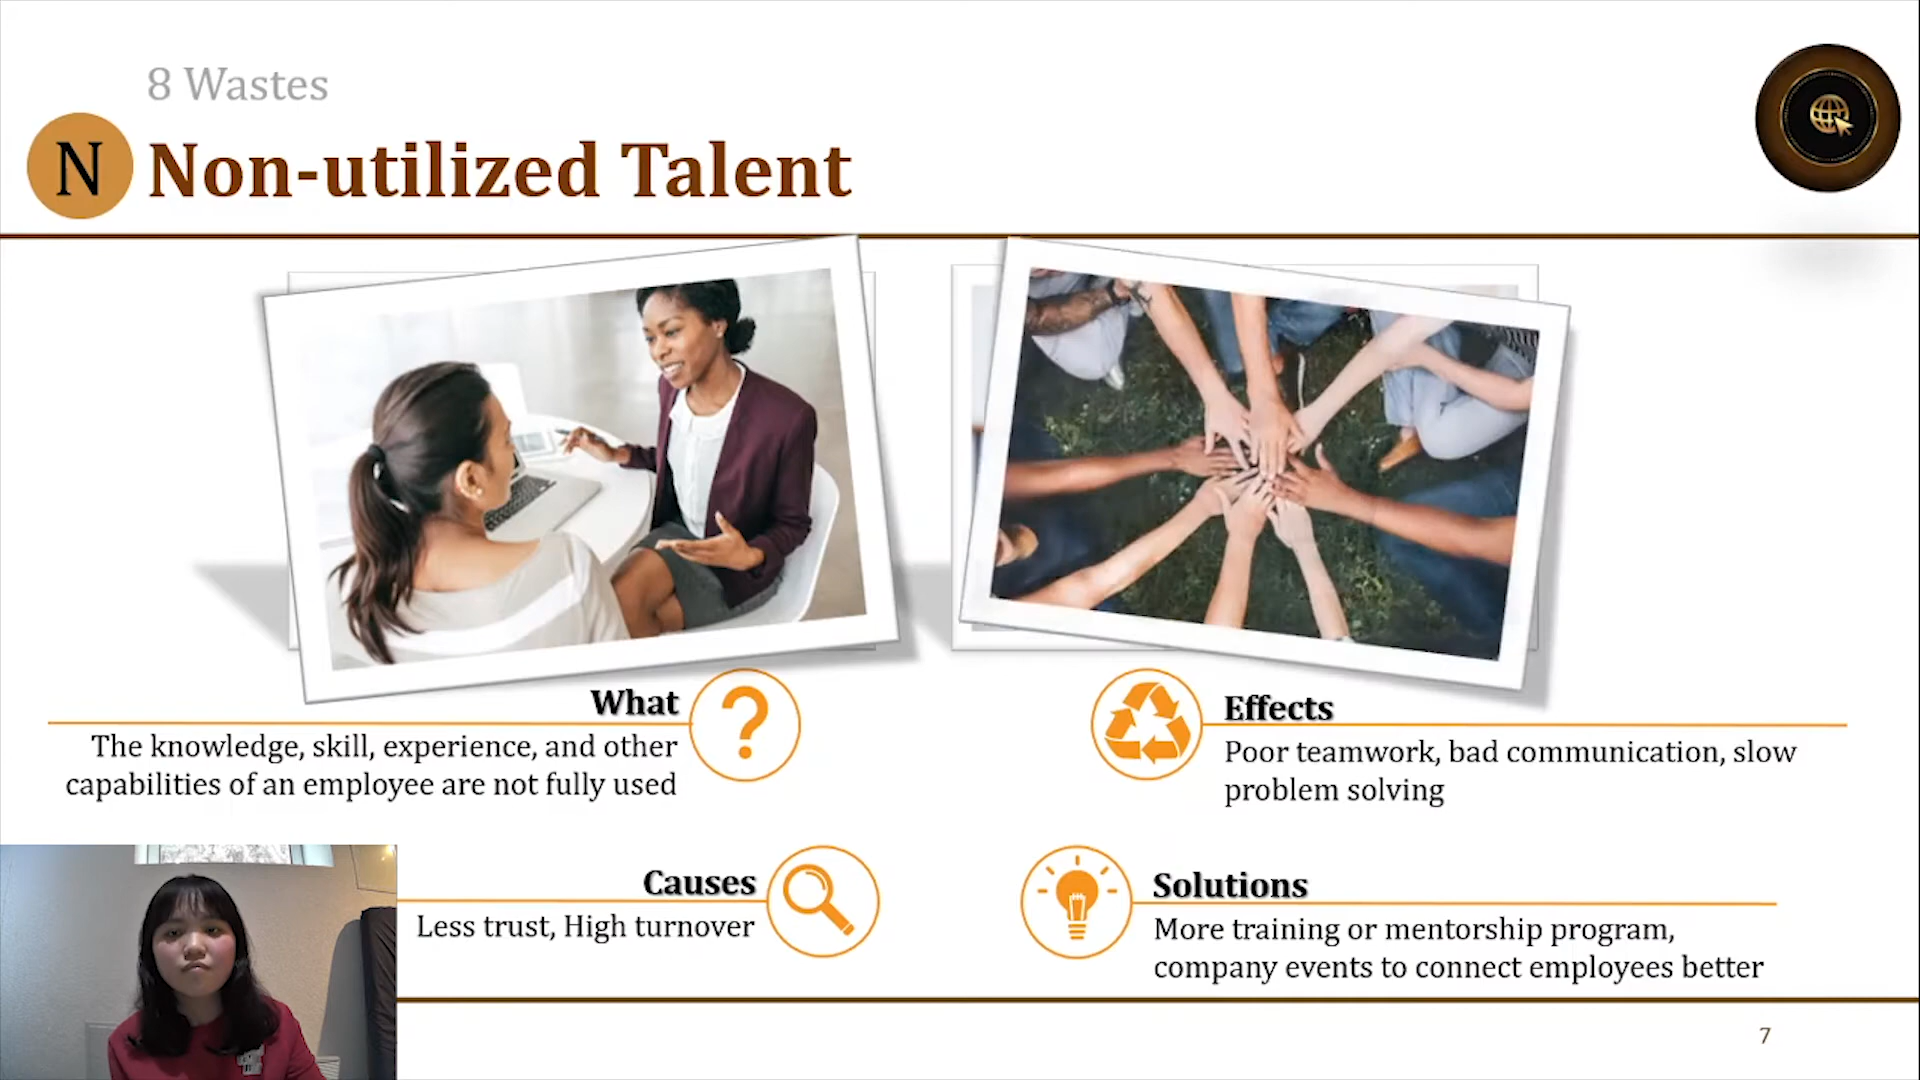 8 Wastes
N
Non-utilized Talent
What
?
The knowledge, skill, experience, and other
capabilities of an employee are not fully used
Effects
Poor teamwork, bad communication, slow
problem solving
Causes
Less trust, High turnover
Solutions
More training or mentorship program,
company events to connect employees better
7